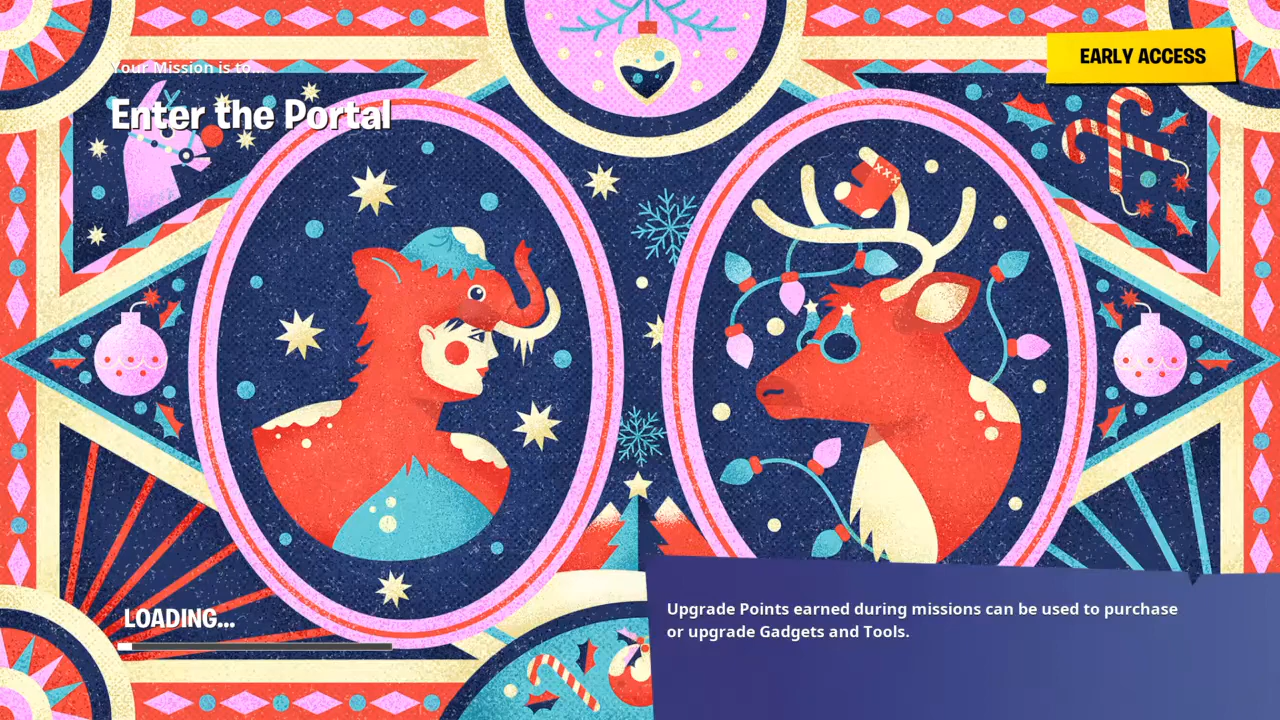 Your Mission is to...
Enter the Portal
EARLY ACCESS
LOADING...
Upgrade Points earned during missions can be used to purchase
or upgrade Gadgets and Tools.